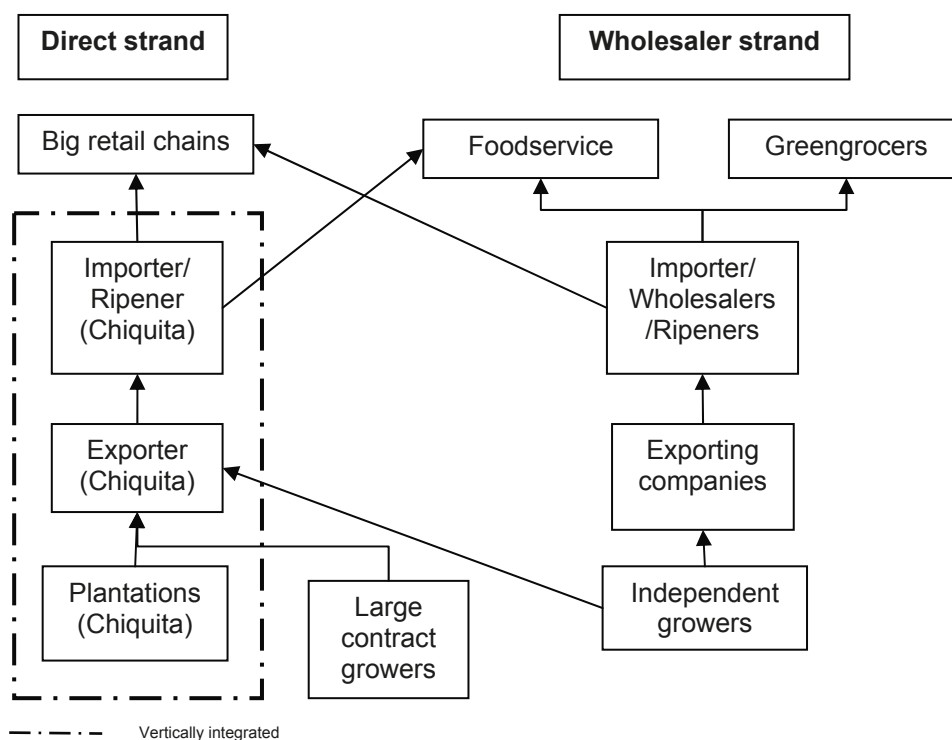 Direct strand
Wholesaler strand
Big retail chains
Foodservice
Greengrocers
Importer/
Ripener
(Chiquita)
Importer/
Wholesalers
/Ripeners
Exporter
(Chiquita)
Exporting
companies
Plantations
(Chiquita)
Large
contract
growers
Independent
growers
Vertically integrated